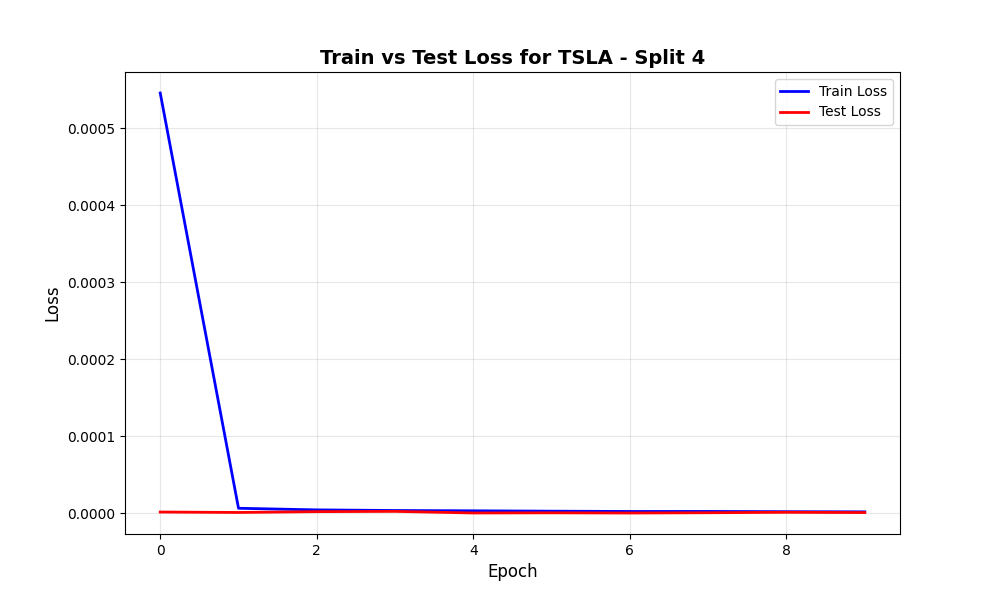 Train vs Test Loss for TSLA - Split 4
Train Loss
Test Loss
0.0005
0.0004
0.0003
0.0002
0.0001
0.0000
Loss
0 2 4 6 8
Epoch